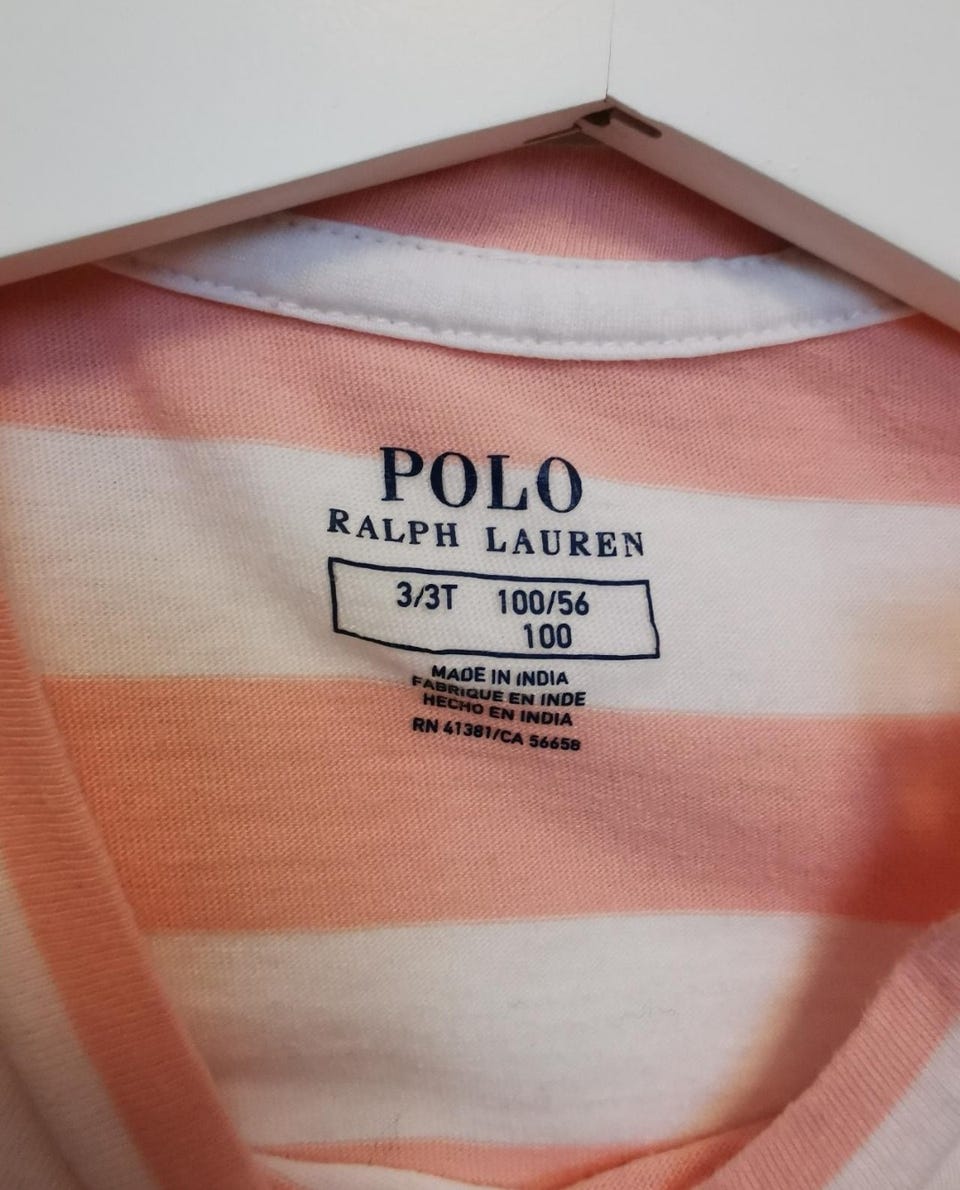 POLO
RALPH LAUREN
3/3T 100/56
100
MADE IN INDIA
FABRIQUE EN INDE
HECHO EN INDIA
RN 41381/CA 56658